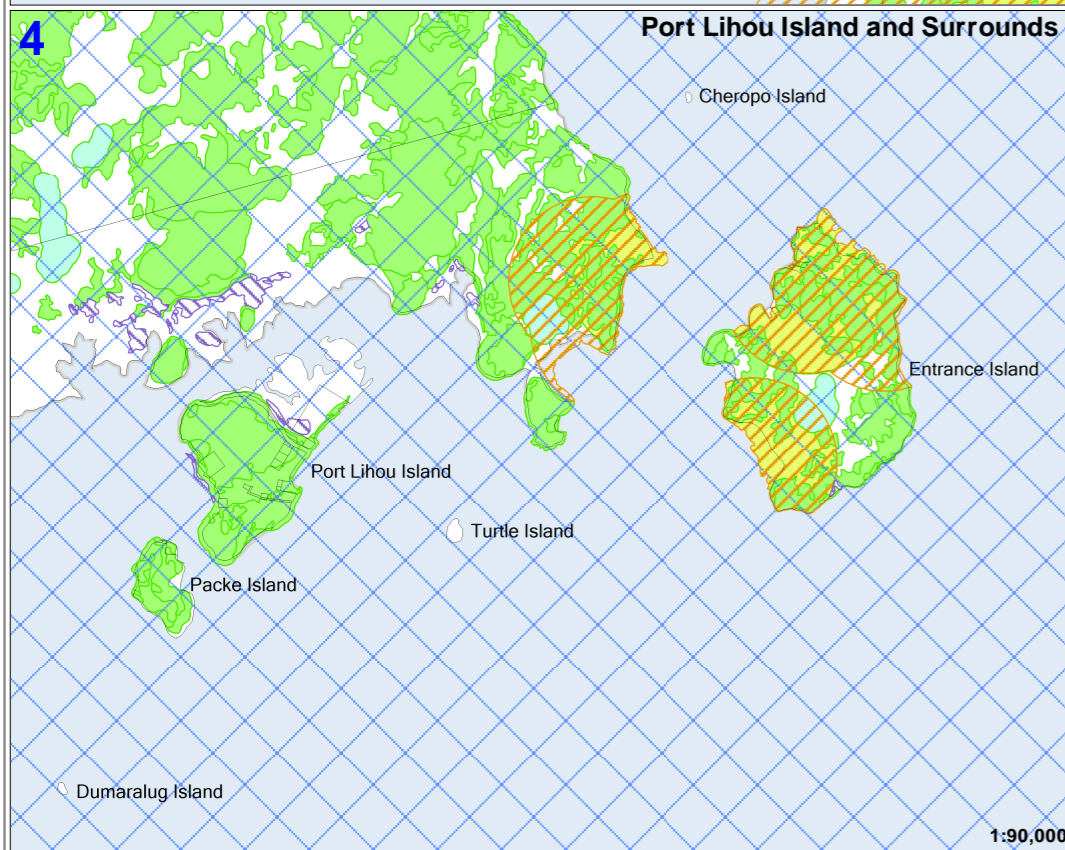 4
Port Lihou Island and Surrounds
Cheropo Island
Entrance Island
Port Lihou Island
Turtle Island
Packe Island
Dumaralug Island
1:90,000